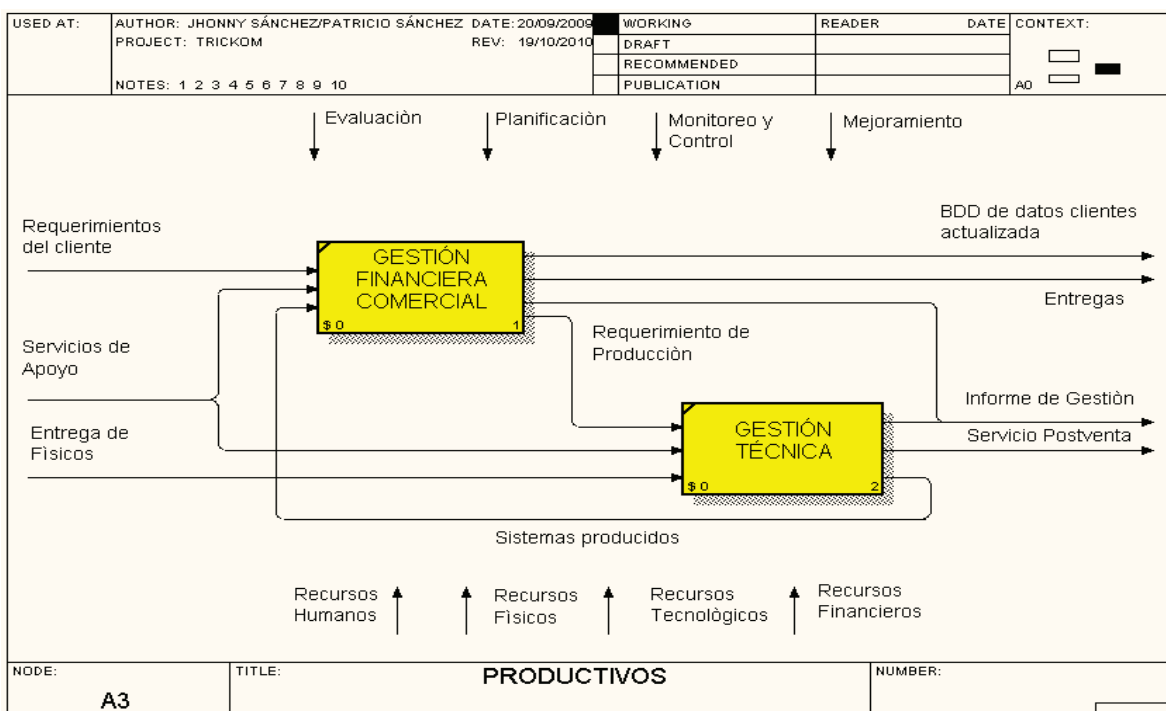 USED AT:
AUTHOR: JHONNY SÁNCHEZ/PATRICIO SÁNCHEZ DATE: 20/09/2009
PROJECT: TRICKOM REV: 19/10/2010
NOTES: 1 2 3 4 5 6 7 8 9 10
WORKING
DRAFT
RECOMMENDED
PUBLICATION
READER DATE
CONTEXT:
A0
Evaluaciòn
Planificaciòn
Monitoreo y
Control
Mejoramiento
Requerimientos
del cliente
BDD de datos clientes
actualizada
GESTIÓN
FINANCIERA
COMERCIAL
$ 0 1
Entregas
Servicios de
Apoyo
Requerimiento de
Producciòn
Entrega de
Fìsicos
GESTIÓN
TÉCNICA
$ 0 2
Informe de Gestiòn
Servicio Postventa
Sistemas producidos
Recursos
Humanos
Recursos
Fìsicos
Recursos
Tecnològicos
Recursos
Financieros
NODE:
A3
TITLE:
PRODUCTIVOS
NUMBER: